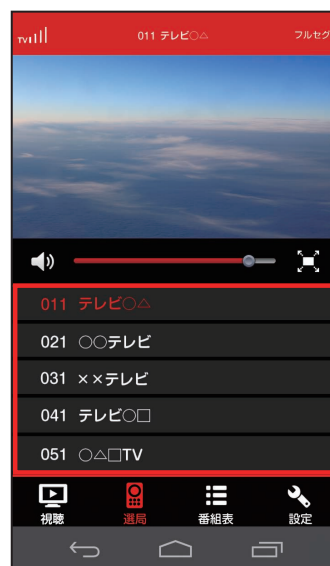 TV 011 テレビ○△ フルセグ
011 テレビ○△
021 ○○テレビ
031 ××テレビ
041 テレビ○□
051 ○△□TV
視聴 選局 番組表 設定